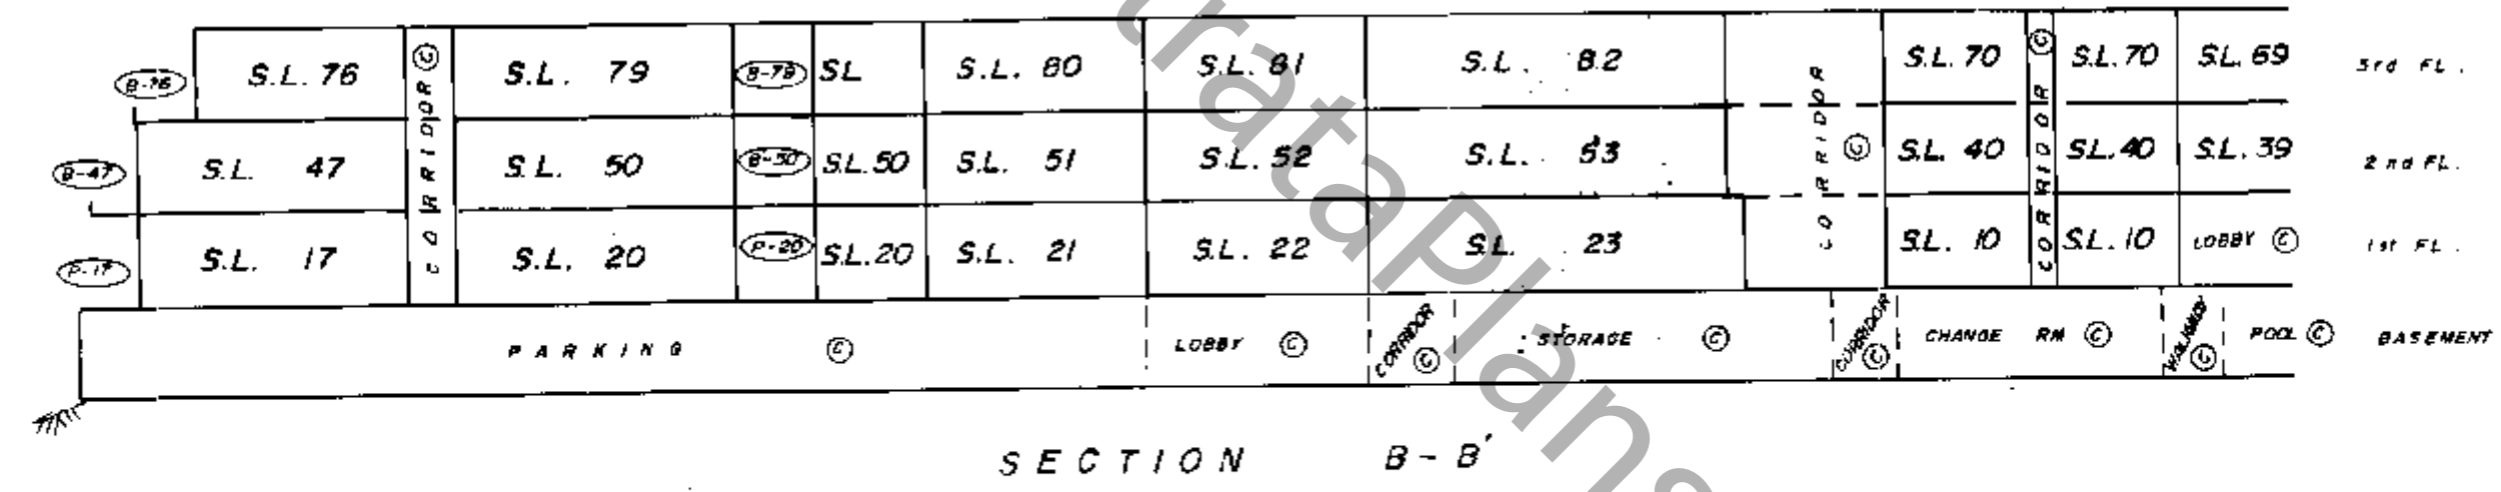 B-76 S.L. 76 CORRIDOR © S.L. 79 B-79 SL S.L. 80 S.L. 81 S.L. 82 CORRIDOR © S.L. 70 CORRIDOR © S.L. 70 S.L. 69 3rd FL.
B-47 S.L. 47 S.L. 50 B-50 S.L. 50 S.L. 51 S.L. 52 S.L. 53 S.L. 40 S.L. 40 S.L. 39 2nd FL.
P-17 S.L. 17 S.L. 20 P-20 S.L. 20 S.L. 21 S.L. 22 S.L. 23 S.L. 10 S.L. 10 LOBBY © 1st FL.
PARKING © LOBBY © CORRIDOR © STORAGE © CORRIDOR © CHANGE RM © © POOL © BASEMENT
SECTION B-B'
trataPlans